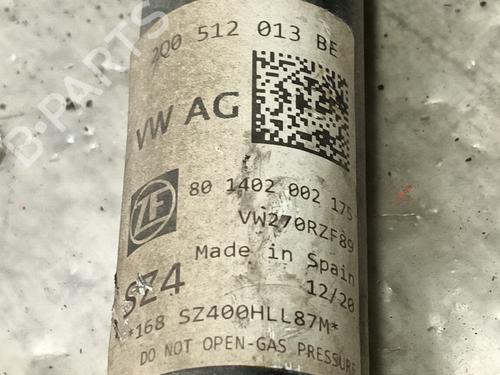 2Q0 512 013 BE
VW AG
ZF
80 1402 002 175
VW270RZF89
Made in Spain
SZ4
12/20
*168 SZ400HLL87M*
DO NOT OPEN-GAS PRESSURE
B-PARTS